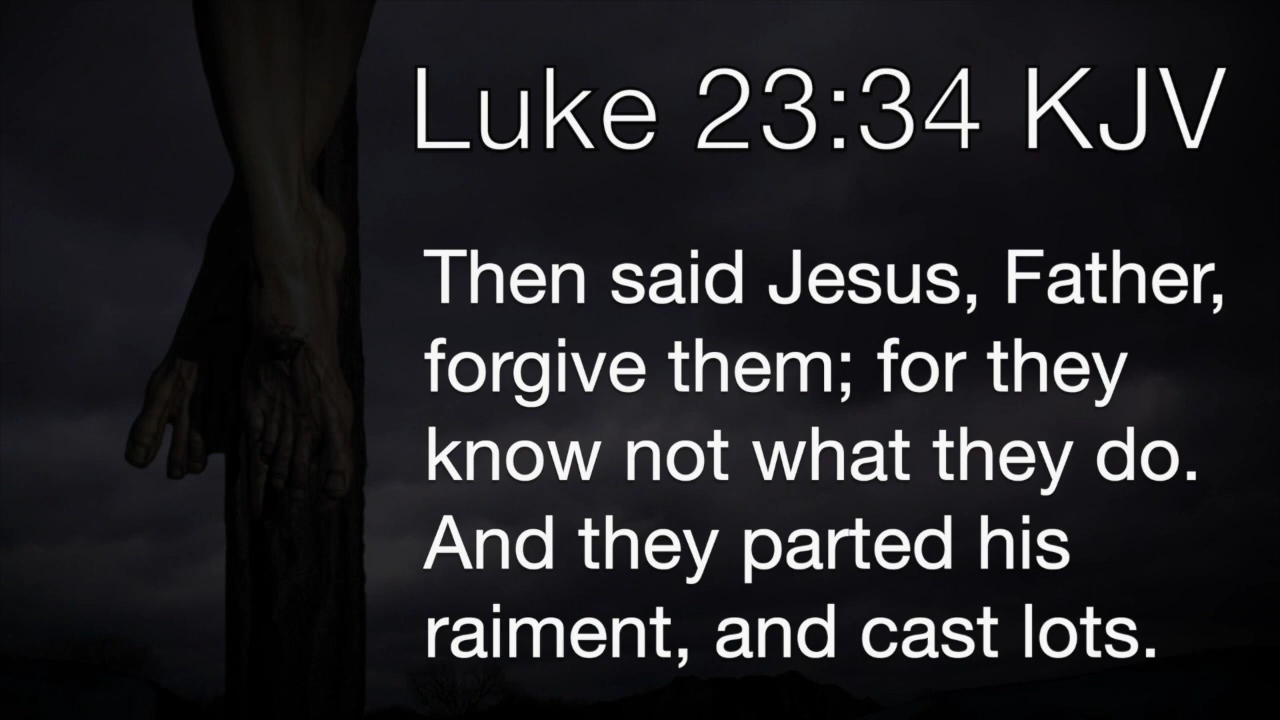 Luke 23:34 KJV
Then said Jesus, Father,
forgive them; for they
know not what they do.
And they parted his
raiment, and cast lots.